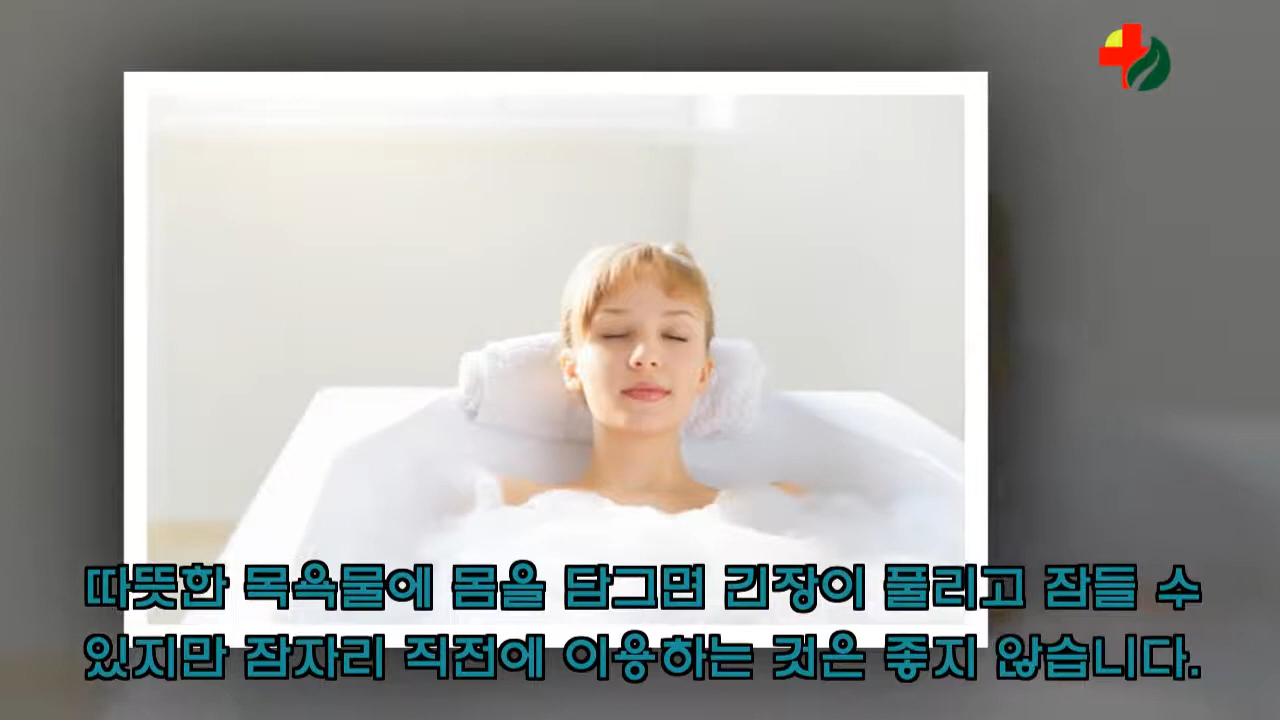 따뜻한 목욕물에 몸을 담그면 긴장이 풀리고 잠들 수
있지만 잠자리 직전에 이용하는 것은 좋지 않습니다.